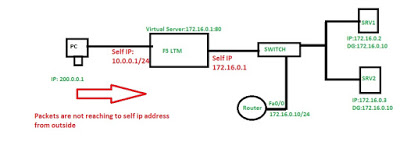 Virtual Server:172.16.0.1:80
SRV1
PC
Self IP:
10.0.0.1/24
F5 LTM
Self IP
172.16.0.1
SWITCH
IP:172.16.0.2
DG:172.16.0.10
IP: 200.0.0.1
SRV2
Router
Fa0/0
172.16.0.10/24
IP:172.16.0.3
DG:172.16.0.10
Packets are not reaching to self ip address
from outside